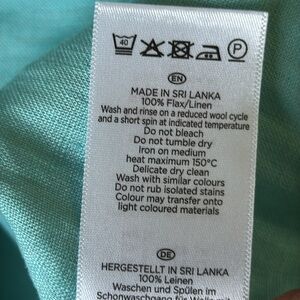 40
P
EN
MADE IN SRI LANKA
100% Flax/Linen
Wash and rinse on a reduced wool cycle
and a short spin at indicated temperature
Do not bleach
Do not tumble dry
Iron on medium
heat maximum 150°C
Delicate dry clean
Wash with similar colours
Do not rub isolated stains
Colour may transfer onto
light coloured materials
DE
HERGESTELLT IN SRI LANKA
100% Leinen
Waschen und Spülen im
Schonwaschgang für